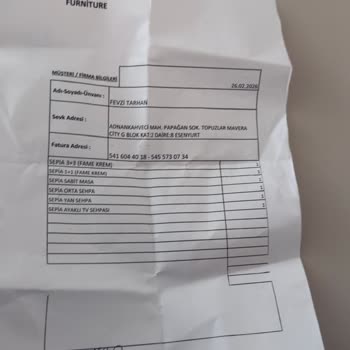 FURNITURE
MÜŞTERİ / FİRMA BİLGİLERİ
26.02.2026
Adı-Soyadı-Ünvanı :
FEVZİ TARHAN
Sevk Adresi :
ADNANKAHVECİ MAH. PAPAĞAN SOK. TOPUZLAR MAVERA
CİTY G BLOK KAT:2 DAİRE:8 ESENYURT
Fatura Adresi :
541 604 40 18 - 545 573 07 34
SEPİA 3+3 (FAME KREM)
SEPİA 1+1 (FAME KREM)
SEPİA SABİT MASA
SEPİA ORTA SEHPA
SEPİA YAN SEHPA
SEPİA AYAKLI TV SEHPASI